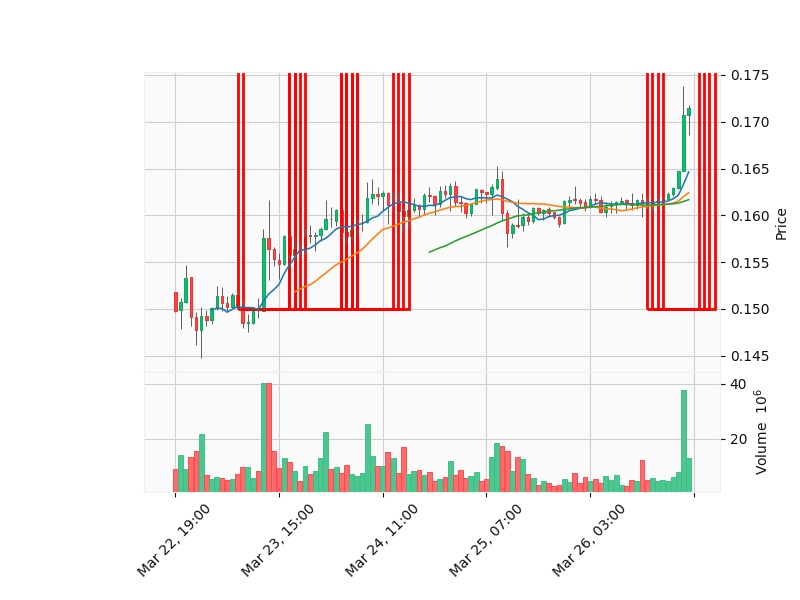 0.175
0.170
0.165
0.160
0.155
0.150
0.145
Price
40
20
Volume 10⁶
Mar 22, 19:00
Mar 23, 15:00
Mar 24, 11:00
Mar 25, 07:00
Mar 26, 03:00